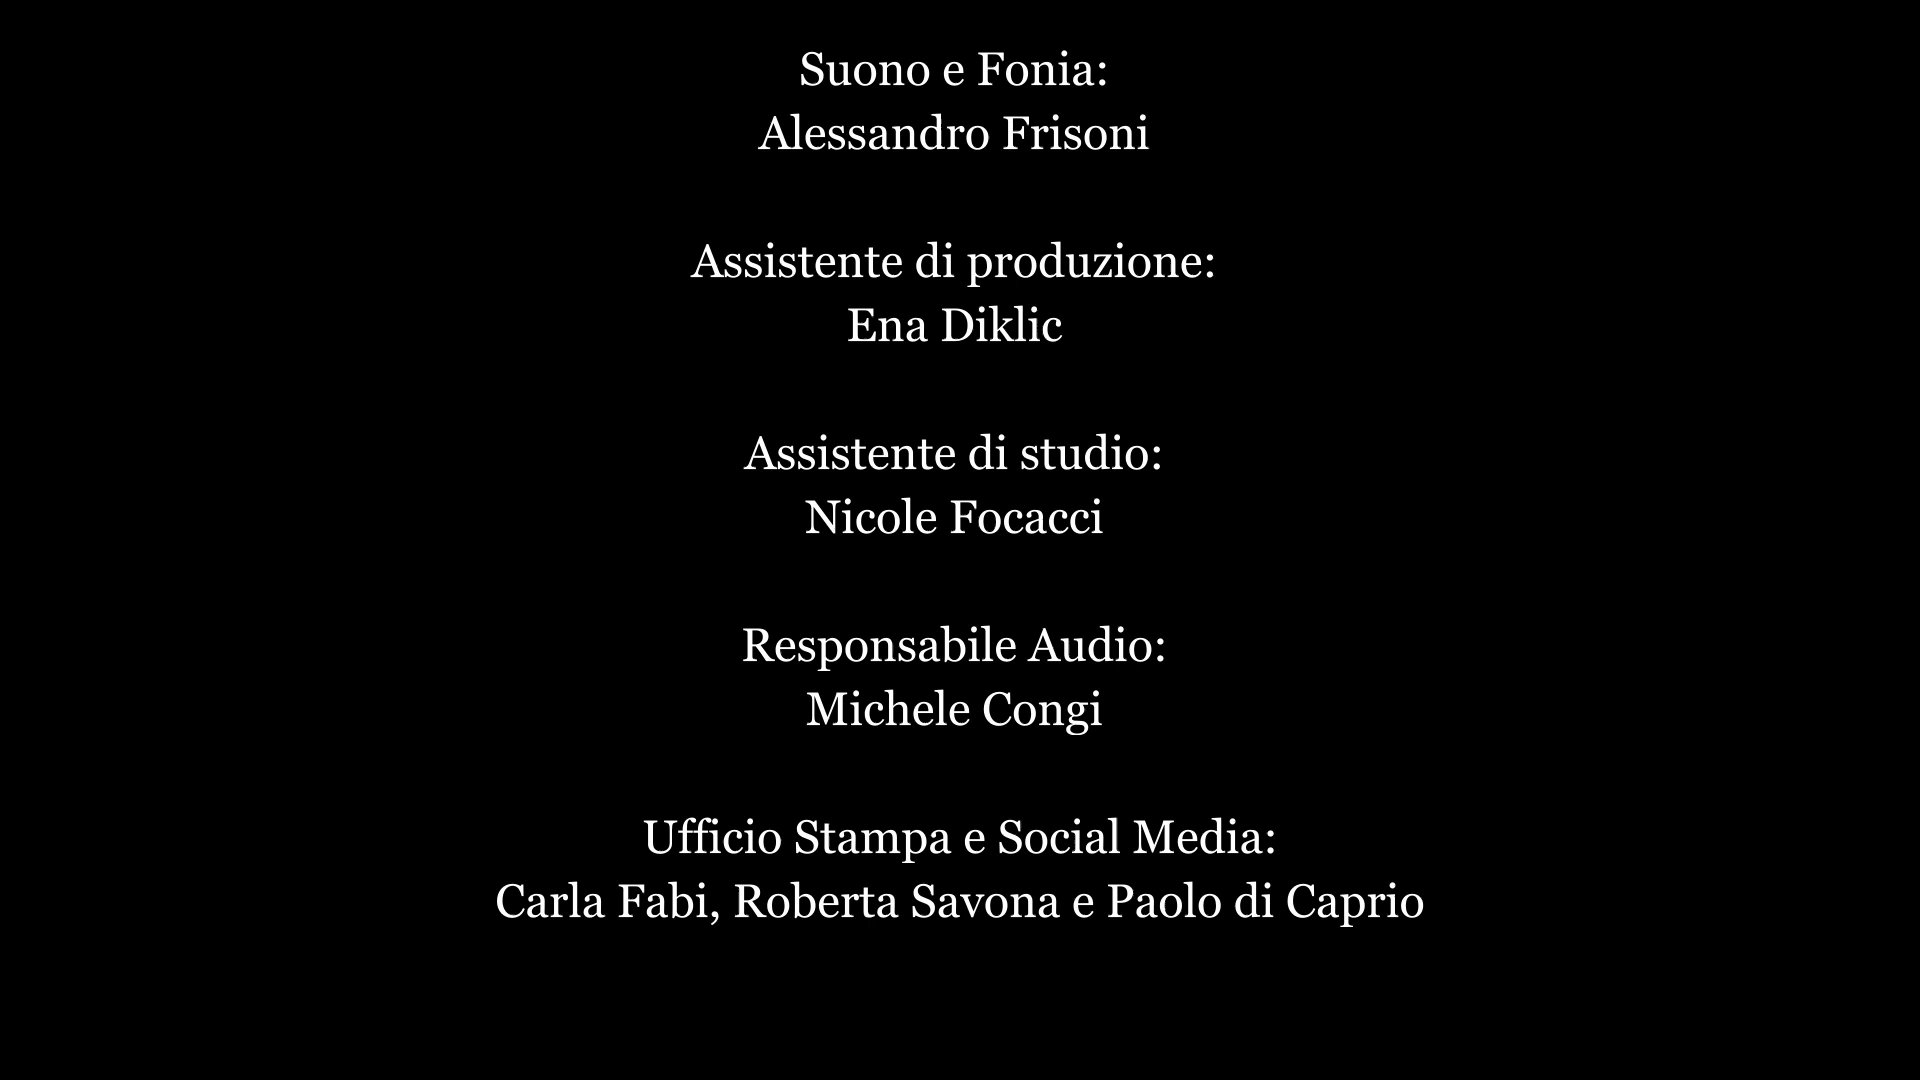 Suono e Fonia:
Alessandro Frisoni
Assistente di produzione:
Ena Diklic
Assistente di studio:
Nicole Focacci
Responsabile Audio:
Michele Congi
Ufficio Stampa e Social Media:
Carla Fabi, Roberta Savona e Paolo di Caprio